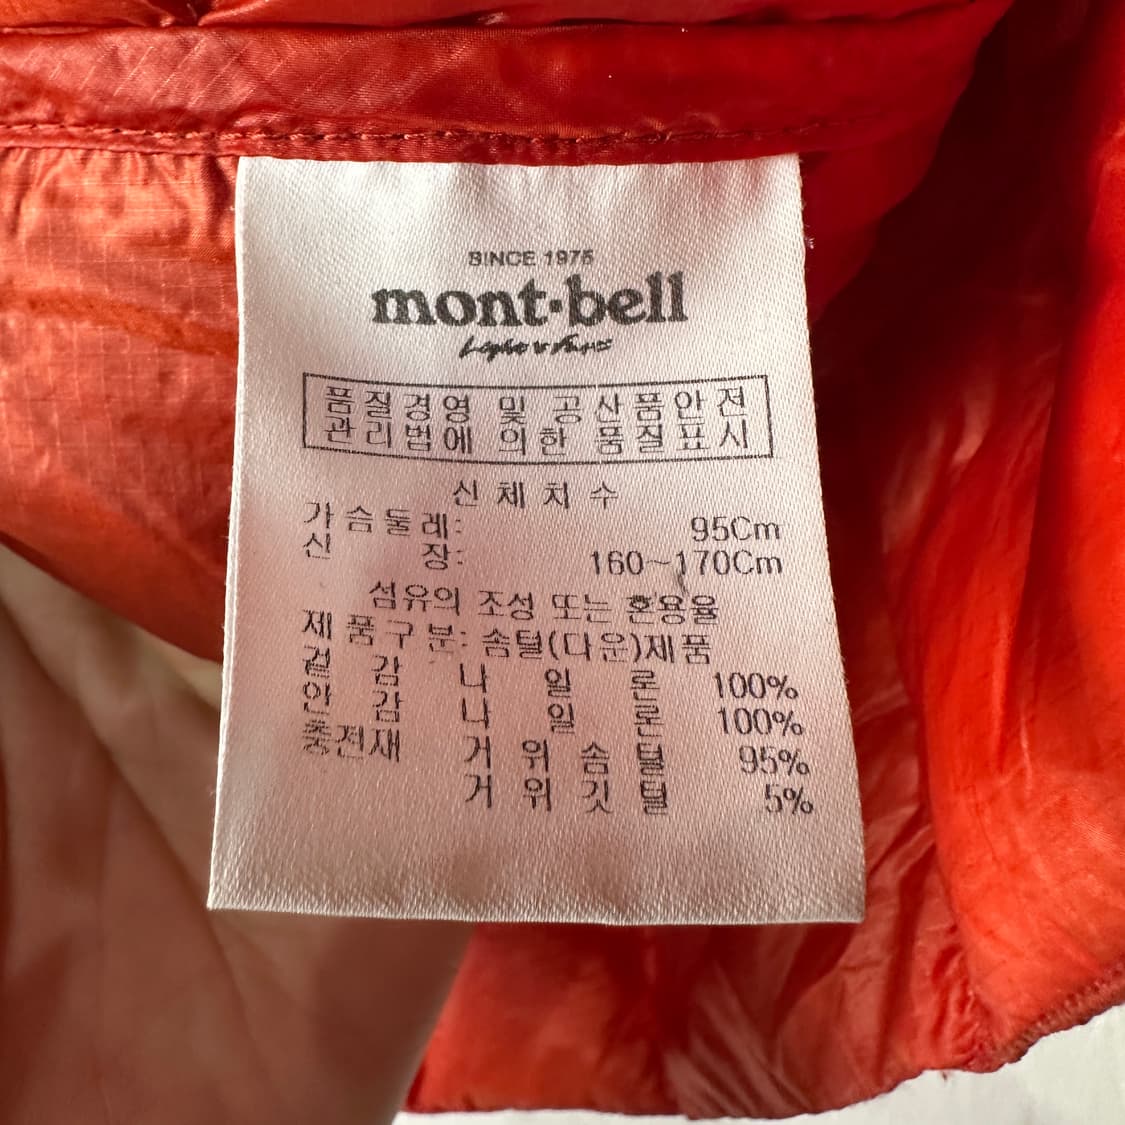 SINCE 1975
mont·bell
Light & Fast
품질경영 및 공산품안전
관리법에 의한 품질표시
신체치수
가슴둘레: 95Cm
신 장: 160~170Cm
섬유의 조성 또는 혼용율
제품구분: 솜털(다운)제품
겉 감 나 일 론 100%
안 감 나 일 론 100%
충전재 거 위 솜 털 95%
거 위 깃 털 5%